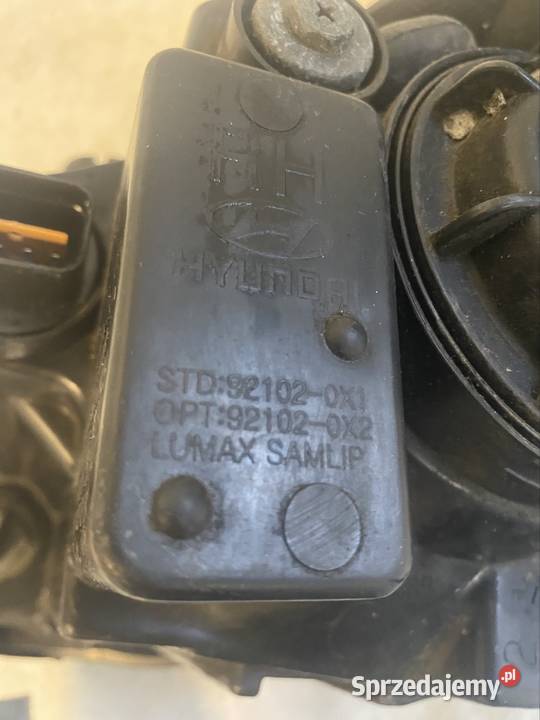 HYUNDAI
STD:92102-0X1
OPT:92102-0X2
LUMAX SAMLIP
Sprzedajemy.pl